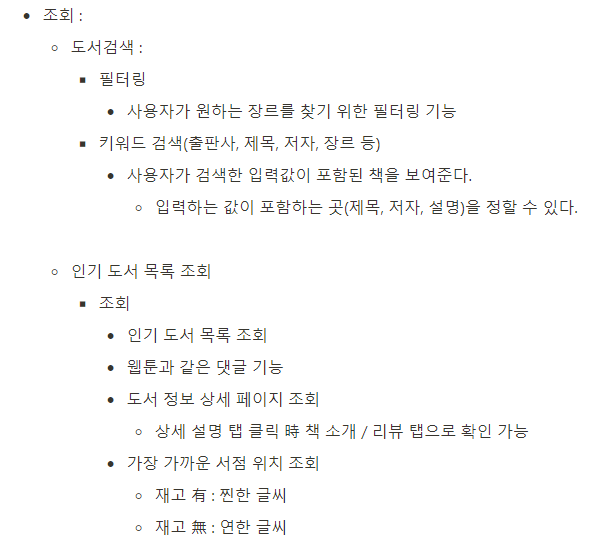 조회 :
도서검색 :
필터링
사용자가 원하는 장르를 찾기 위한 필터링 기능
키워드 검색(출판사, 제목, 저자, 장르 등)
사용자가 검색한 입력값이 포함된 책을 보여준다.
입력하는 값이 포함하는 곳(제목, 저자, 설명)을 정할 수 있다.
인기 도서 목록 조회
조회
인기 도서 목록 조회
웹툰과 같은 댓글 기능
도서 정보 상세 페이지 조회
상세 설명 탭 클릭 時 책 소개 / 리뷰 탭으로 확인 가능
가장 가까운 서점 위치 조회
재고 有 : 찐한 글씨
재고 無 : 연한 글씨